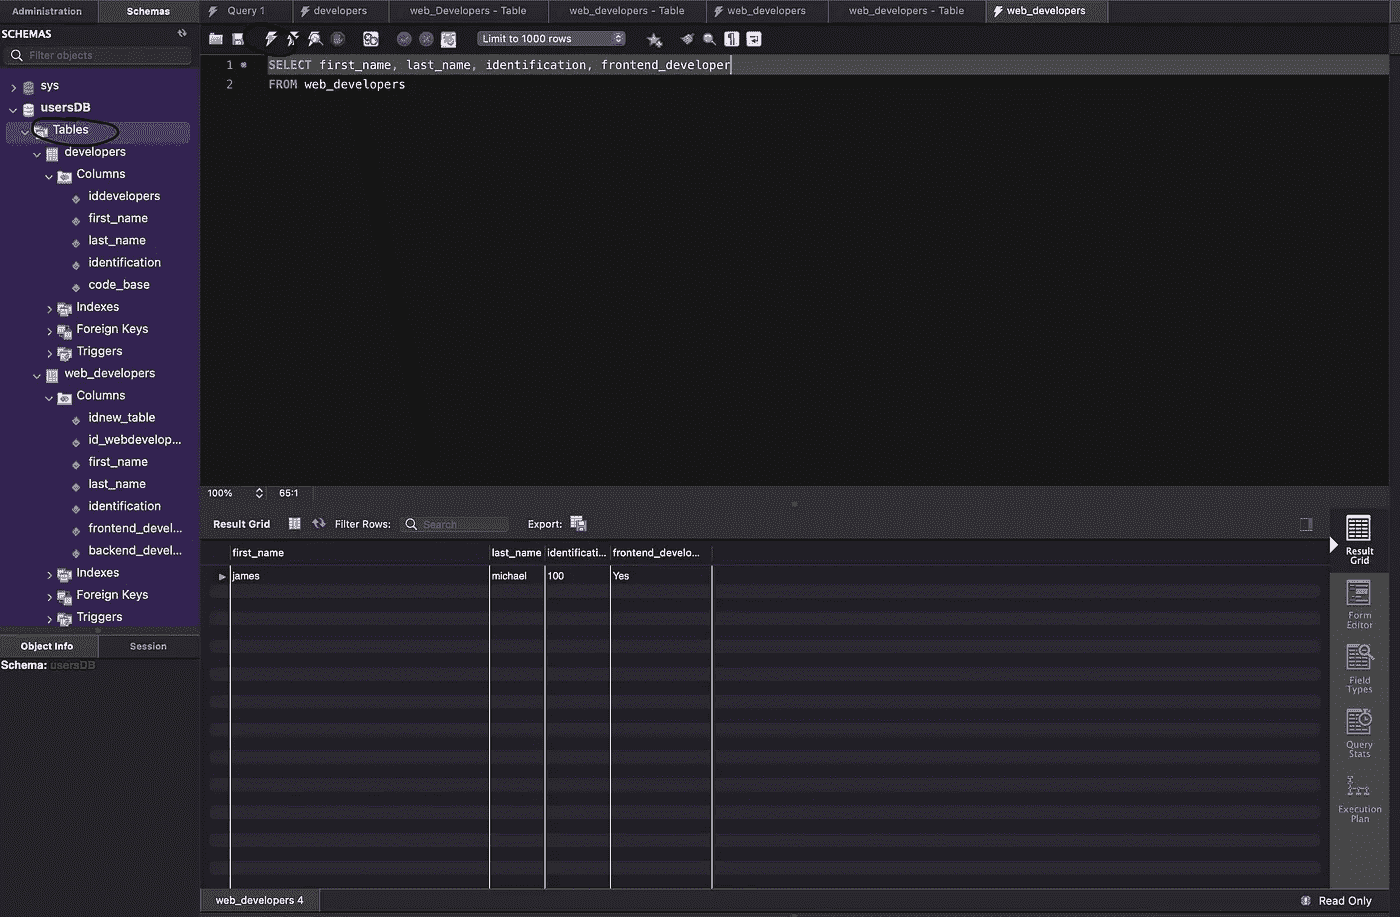 Administration Schemas Query 1 developers web_Developers - Table web_developers - Table web_developers web_developers - Table web_developers
SCHEMAS
Filter objects
Limit to 1000 rows
1 SELECT first_name, last_name, identification, frontend_developer
2 FROM web_developers
sys
usersDB
Tables
developers
Columns
iddevelopers
first_name
last_name
identification
code_base
Indexes
Foreign Keys
Triggers
web_developers
Columns
idnew_table
id_webdevelop...
first_name
last_name
identification
frontend_devel...
backend_devel...
Indexes
Foreign Keys
Triggers
Object Info Session
Schema: usersDB
100% 65:1
Result Grid Filter Rows: Search Export:
first_name last_name identificati... frontend_develo...
james michael 100 Yes
Result
Grid
Form
Editor
Field
Types
Query
Stats
Execution
Plan
web_developers 4 Read Only